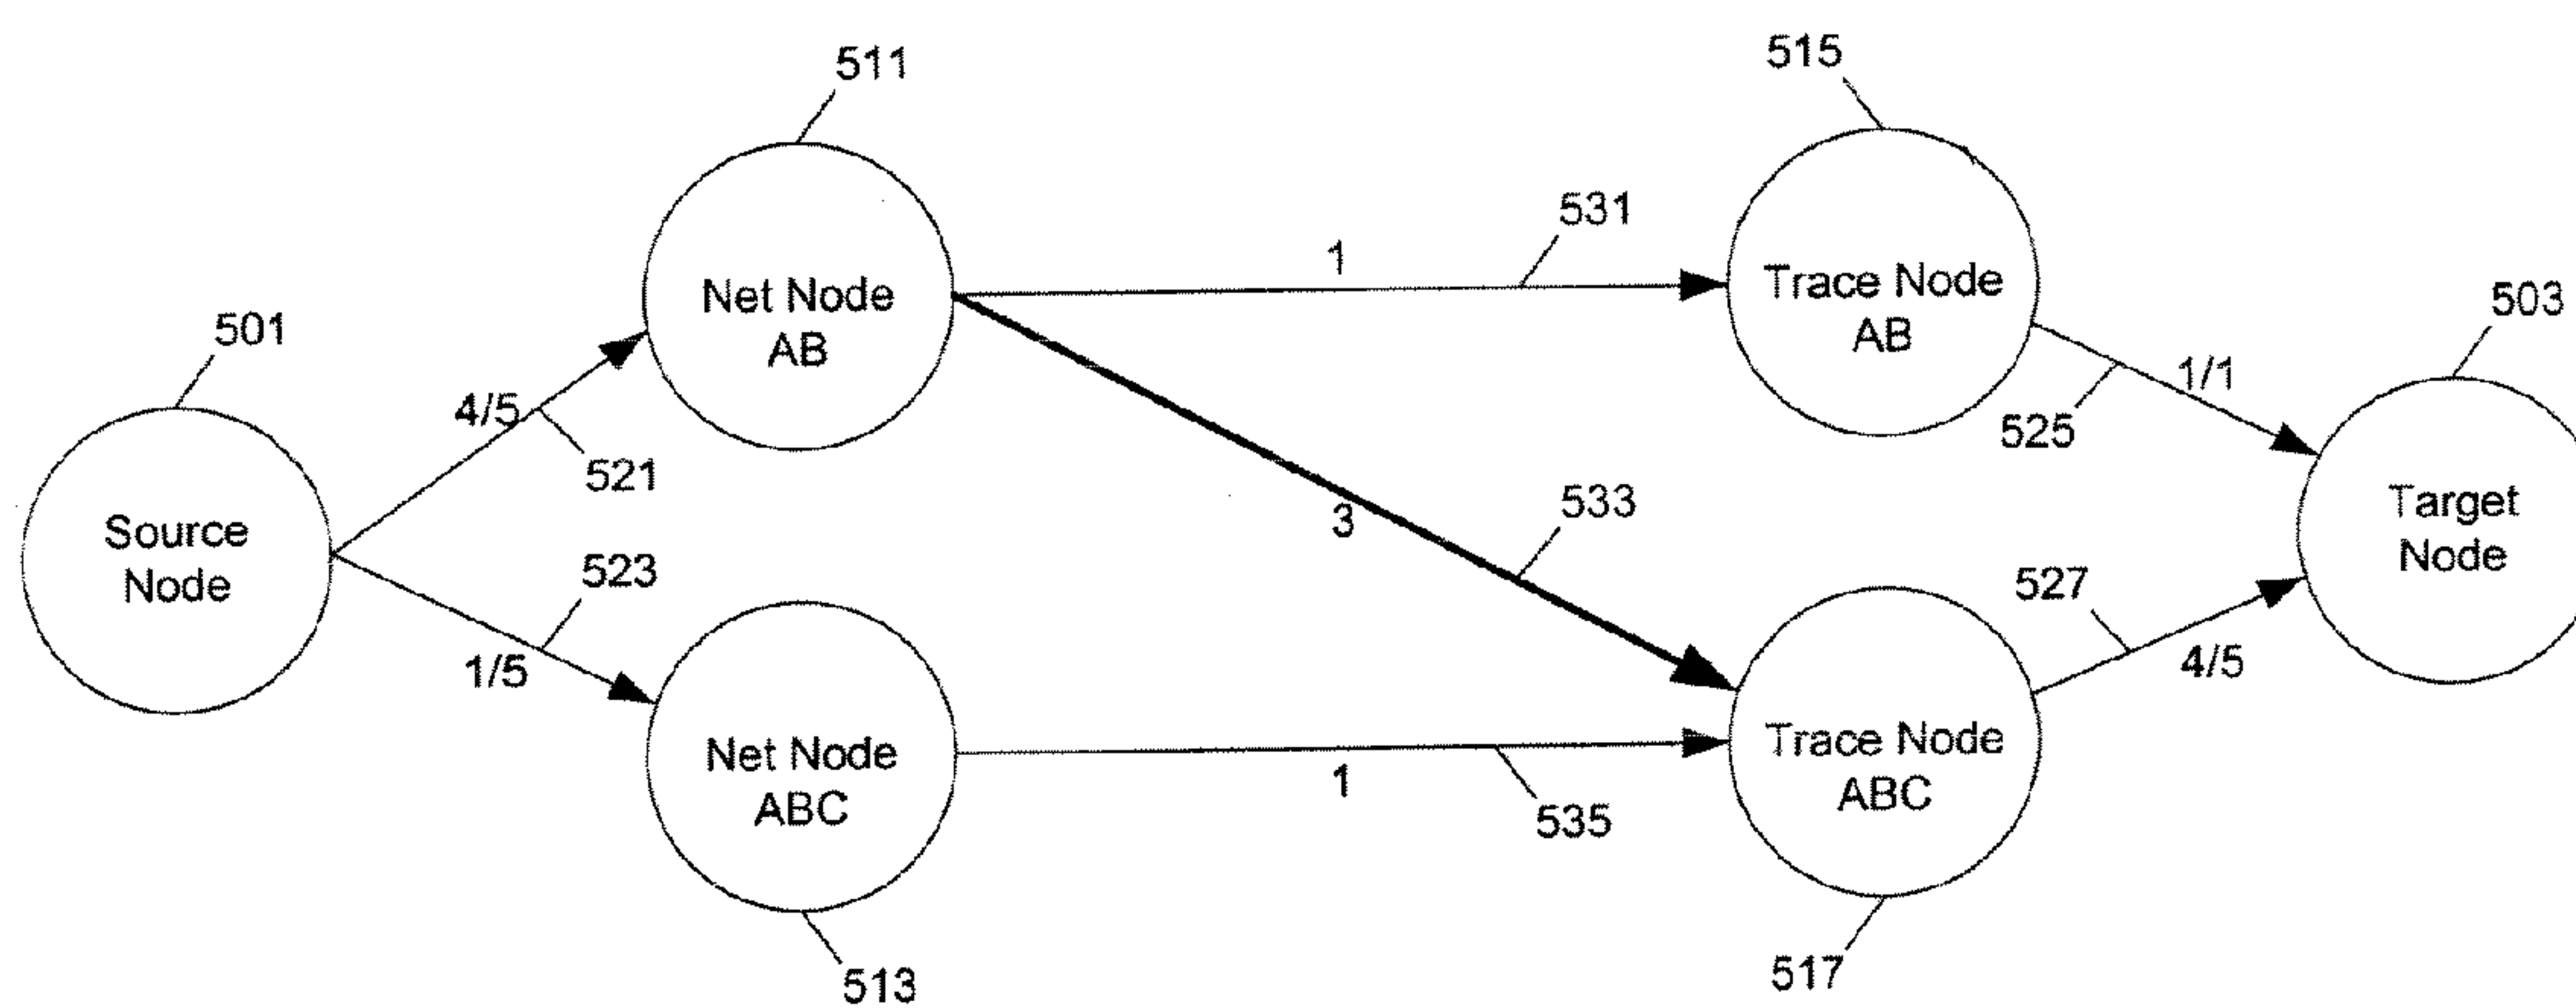 511
515
531
1
Net Node
AB
Trace Node
AB
503
501
4/5
521
1/1
525
533
3
Source
Node
Target
Node
523
1/5
527
4/5
Net Node
ABC
Trace Node
ABC
1
535
513
517